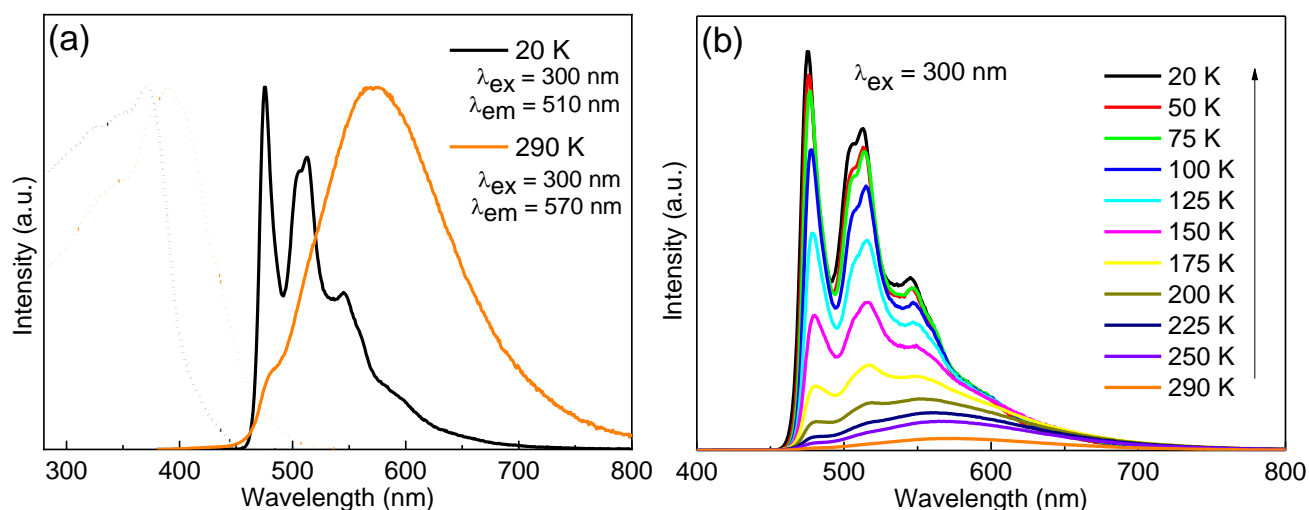 (a)
20 K
λex = 300 nm
λem = 510 nm
290 K
λex = 300 nm
λem = 570 nm
Intensity (a.u.)
300 400 500 600 700 800
Wavelength (nm)
(b)
λex = 300 nm
20 K
50 K
75 K
100 K
125 K
150 K
175 K
200 K
225 K
250 K
290 K
Intensity (a.u.)
400 500 600 700 800
Wavelength (nm)